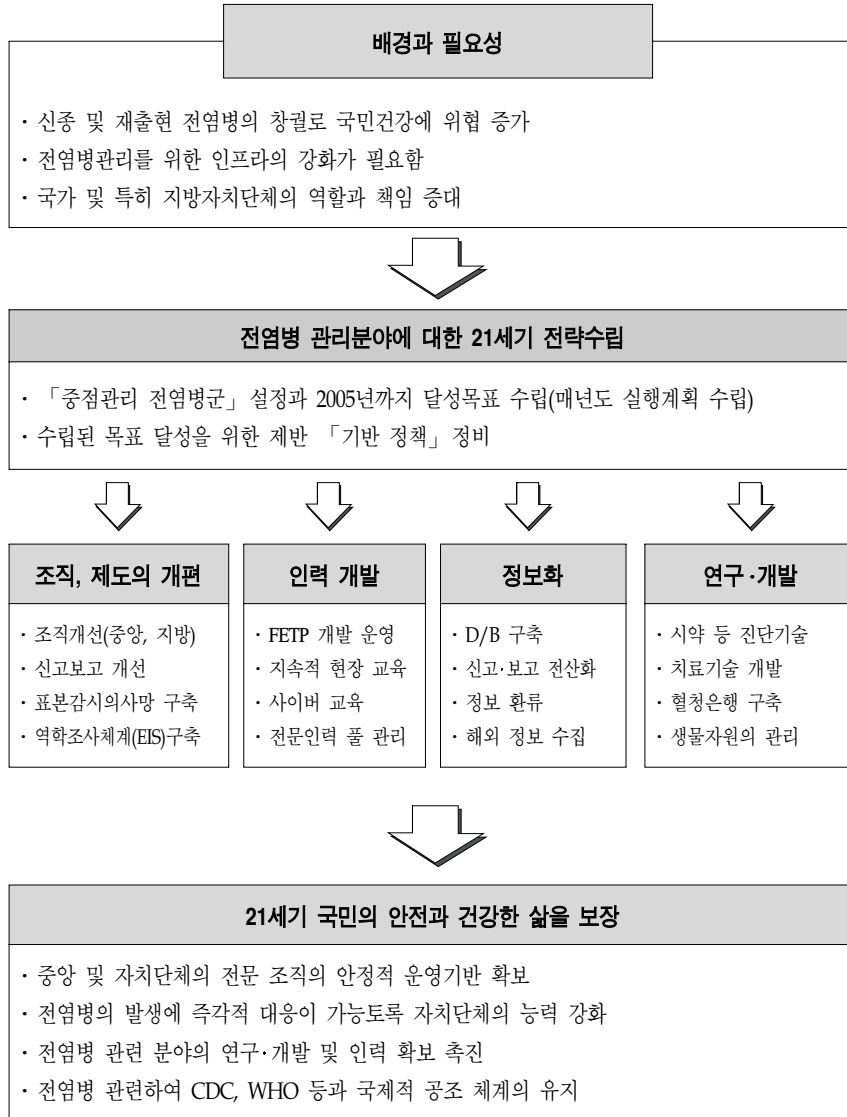 배경과 필요성
· 신종 및 재출현 전염병의 창궐로 국민건강에 위협 증가
· 전염병관리를 위한 인프라의 강화가 필요함
· 국가 및 특히 지방자치단체의 역할과 책임 증대
전염병 관리분야에 대한 21세기 전략수립
· 「중점관리 전염병군」 설정과 2005년까지 달성목표 수립(매년도 실행계획 수립)
· 수립된 목표 달성을 위한 제반 「기반 정책」 정비
조직, 제도의 개편
· 조직개선(중앙, 지방)
· 신고보고 개선
· 표본감시의사망 구축
· 역학조사체계(EIS)구축
인력 개발
· FETP 개발 운영
· 지속적 현장 교육
· 사이버 교육
· 전문인력 풀 관리
정보화
· D/B 구축
· 신고·보고 전산화
· 정보 환류
· 해외 정보 수집
연구·개발
· 시약 등 진단기술
· 치료기술 개발
· 혈청은행 구축
· 생물자원의 관리
21세기 국민의 안전과 건강한 삶을 보장
· 중앙 및 자치단체의 전문 조직의 안정적 운영기반 확보
· 전염병의 발생에 즉각적 대응이 가능토록 자치단체의 능력 강화
· 전염병 관련 분야의 연구·개발 및 인력 확보 촉진
· 전염병 관련하여 CDC, WHO 등과 국제적 공조 체계의 유지